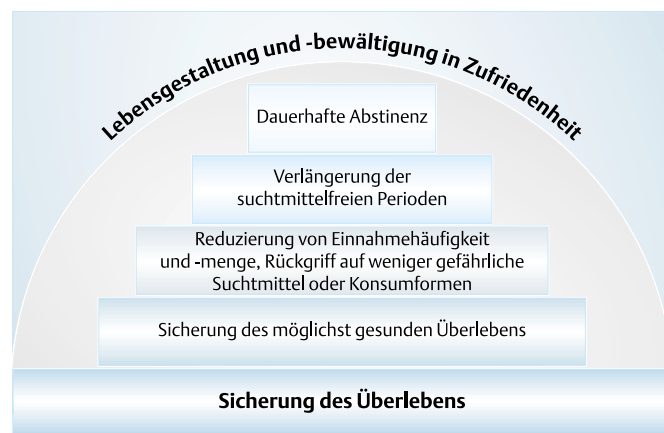 Lebensgestaltung und -bewältigung in Zufriedenheit
Dauerhafte Abstinenz
Verlängerung der
suchtmittelfreien Perioden
Reduzierung von Einnahmehäufigkeit
und -menge, Rückgriff auf weniger gefährliche
Suchtmittel oder Konsumformen
Sicherung des möglichst gesunden Überlebens
Sicherung des Überlebens